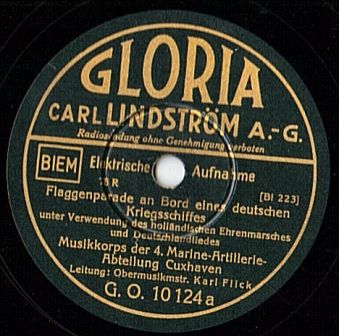 GLORIA
CARL LINDSTRÖM A.-G.
Radiosendung ohne Genehmigung verboten
BIEM Elektrische Aufnahme
[BI 223]
Flaggenparade an Bord eines deutschen
Kriegsschiffes
unter Verwendung des holländischen Ehrenmarsches
und Deutschlandliedes
Musikkorps der 4. Marine-Artillerie-
Abteilung Cuxhaven
Leitung: Obermusikmstr. Karl Flick
G. O. 10124a